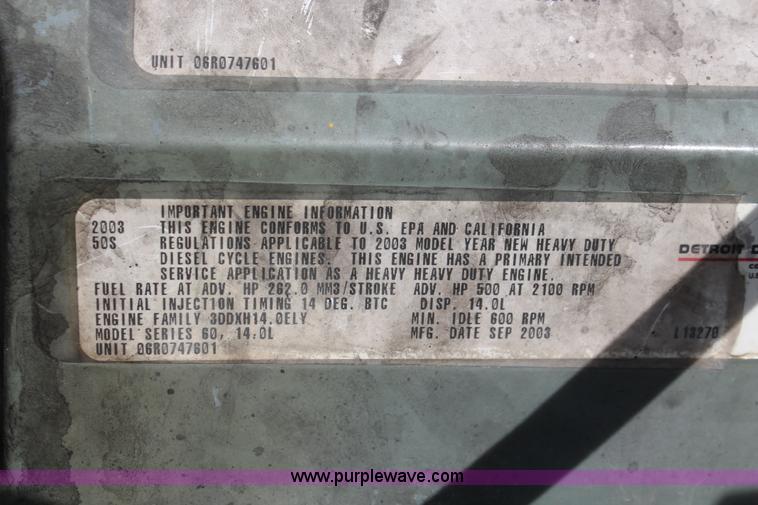 UNIT 06R0747601
IMPORTANT ENGINE INFORMATION
2003 THIS ENGINE CONFORMS TO U.S. EPA AND CALIFORNIA
50S REGULATIONS APPLICABLE TO 2003 MODEL YEAR NEW HEAVY DUTY
DIESEL CYCLE ENGINES. THIS ENGINE HAS A PRIMARY INTENDED
SERVICE APPLICATION AS A HEAVY HEAVY DUTY ENGINE.
FUEL RATE AT ADV. HP 262.0 MM3/STROKE ADV. HP 500 AT 2100 RPM
INITIAL INJECTION TIMING 14 DEG. BTC DISP. 14.0L
ENGINE FAMILY 3DDXH14.0ELY MIN. IDLE 600 RPM
MODEL SERIES 60, 14.0L MFG. DATE SEP 2003 L13270
UNIT 06R0747601
DETROIT D
www.purplewave.com